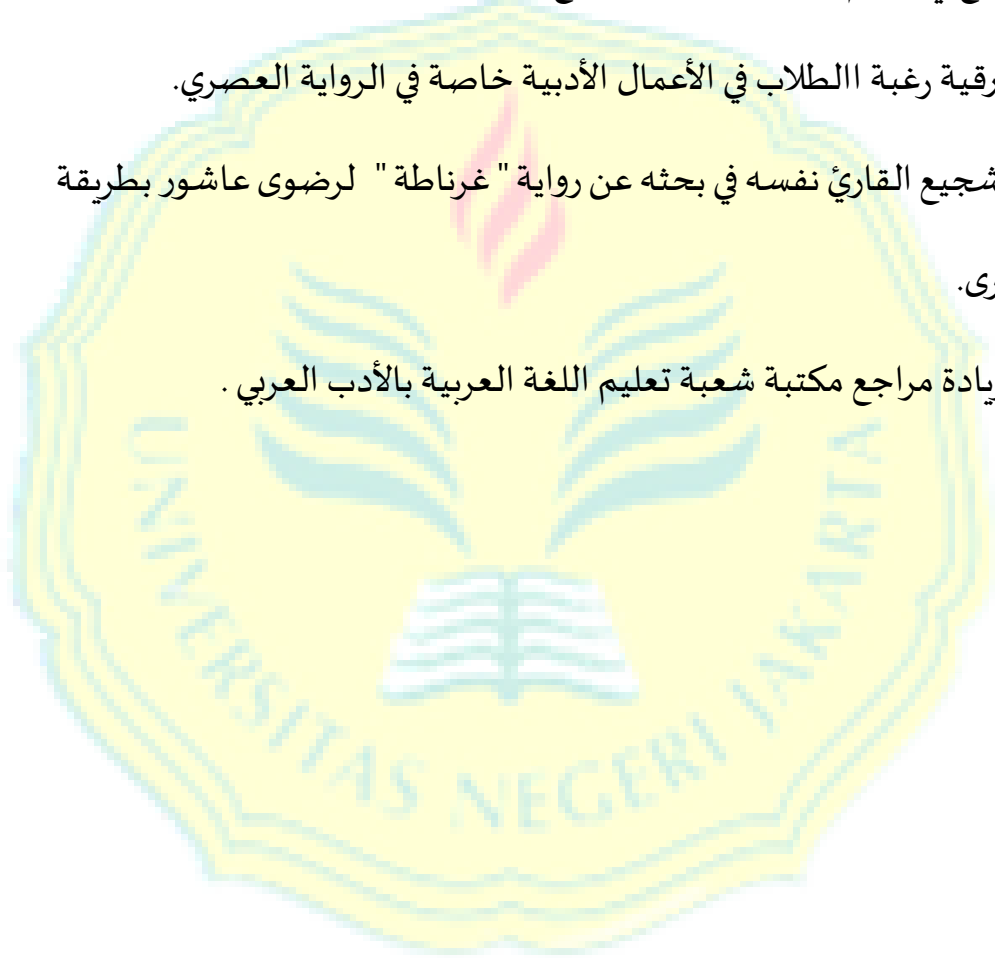 رقية رغبة االطلاب في الأعمال الأدبية خاصة في الرواية العصري.
شجيع القارئ نفسه في بحثه عن رواية " غرناطة " لرضوى عاشور بطريقة
رى.
يادة مراجع مكتبة شعبة تعليم اللغة العربية بالأدب العربي .
UNIVERSITAS NEGERI JAKARTA